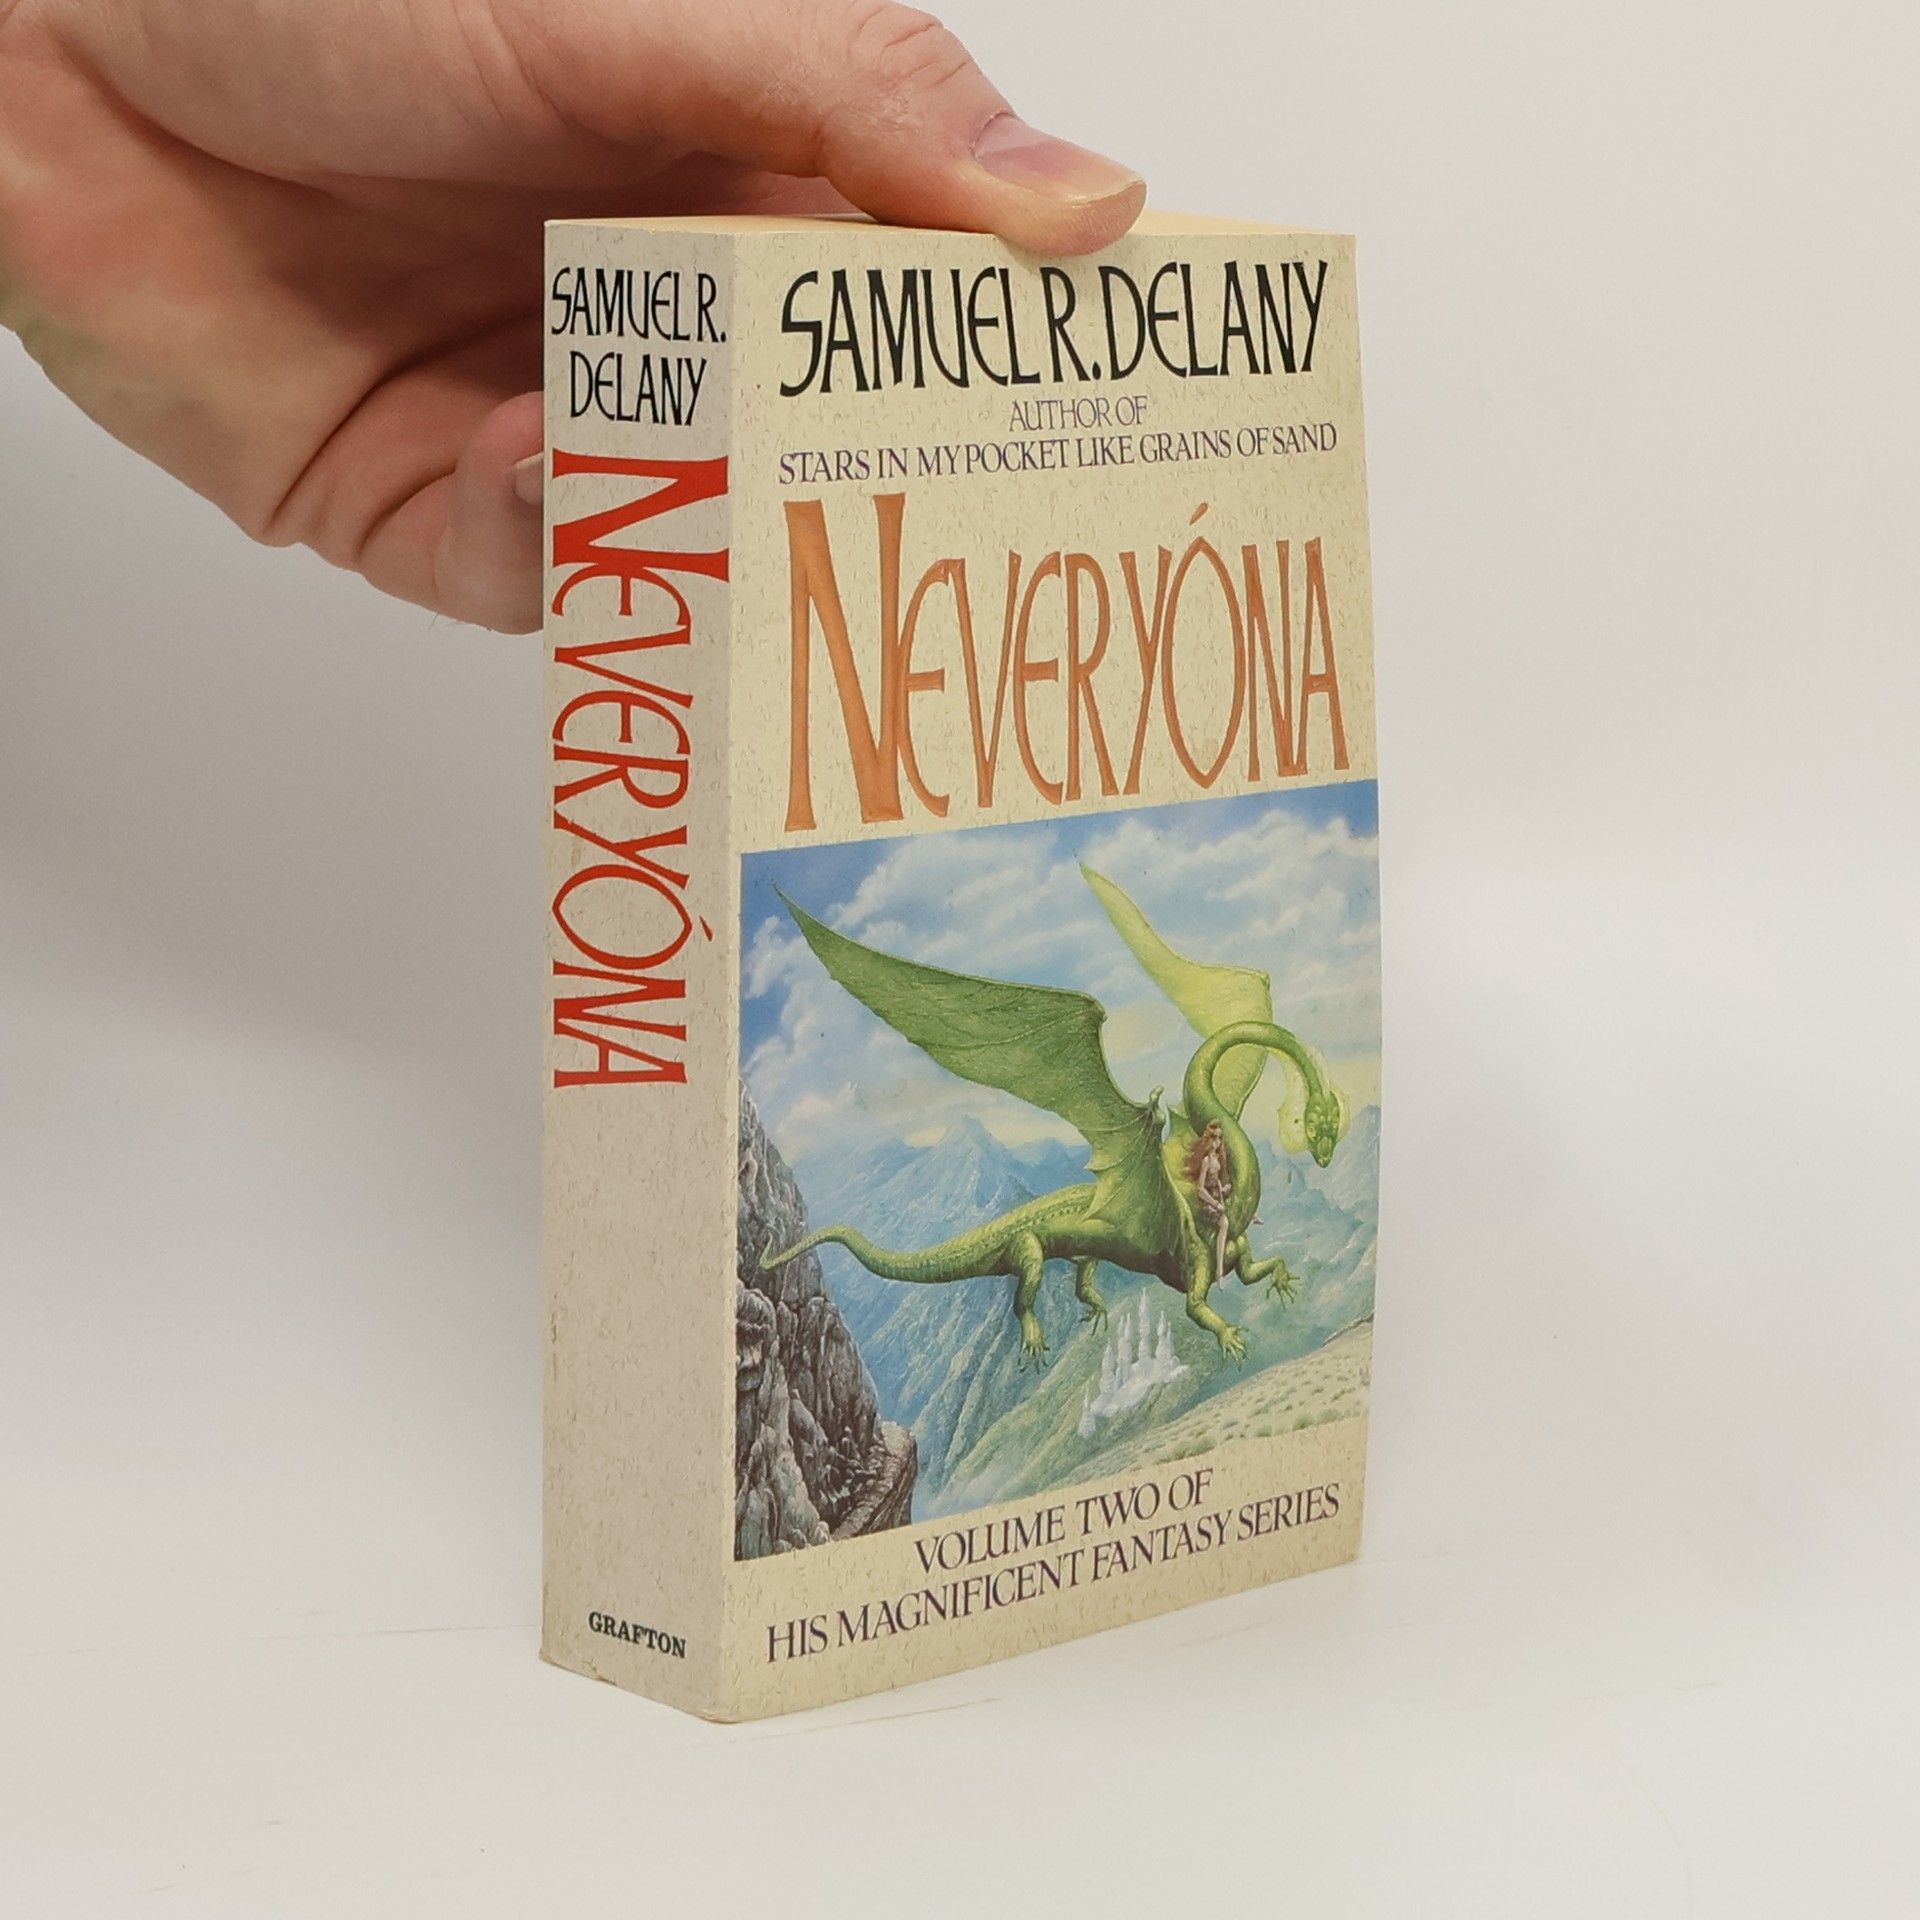 SAMUEL R.
DELANY
NEVERYÓNA
GRAFTON
SAMUEL R. DELANY
AUTHOR OF
STARS IN MY POCKET LIKE GRAINS OF SAND
NEVERYÓNA
VOLUME TWO OF
HIS MAGNIFICENT FANTASY SERIES